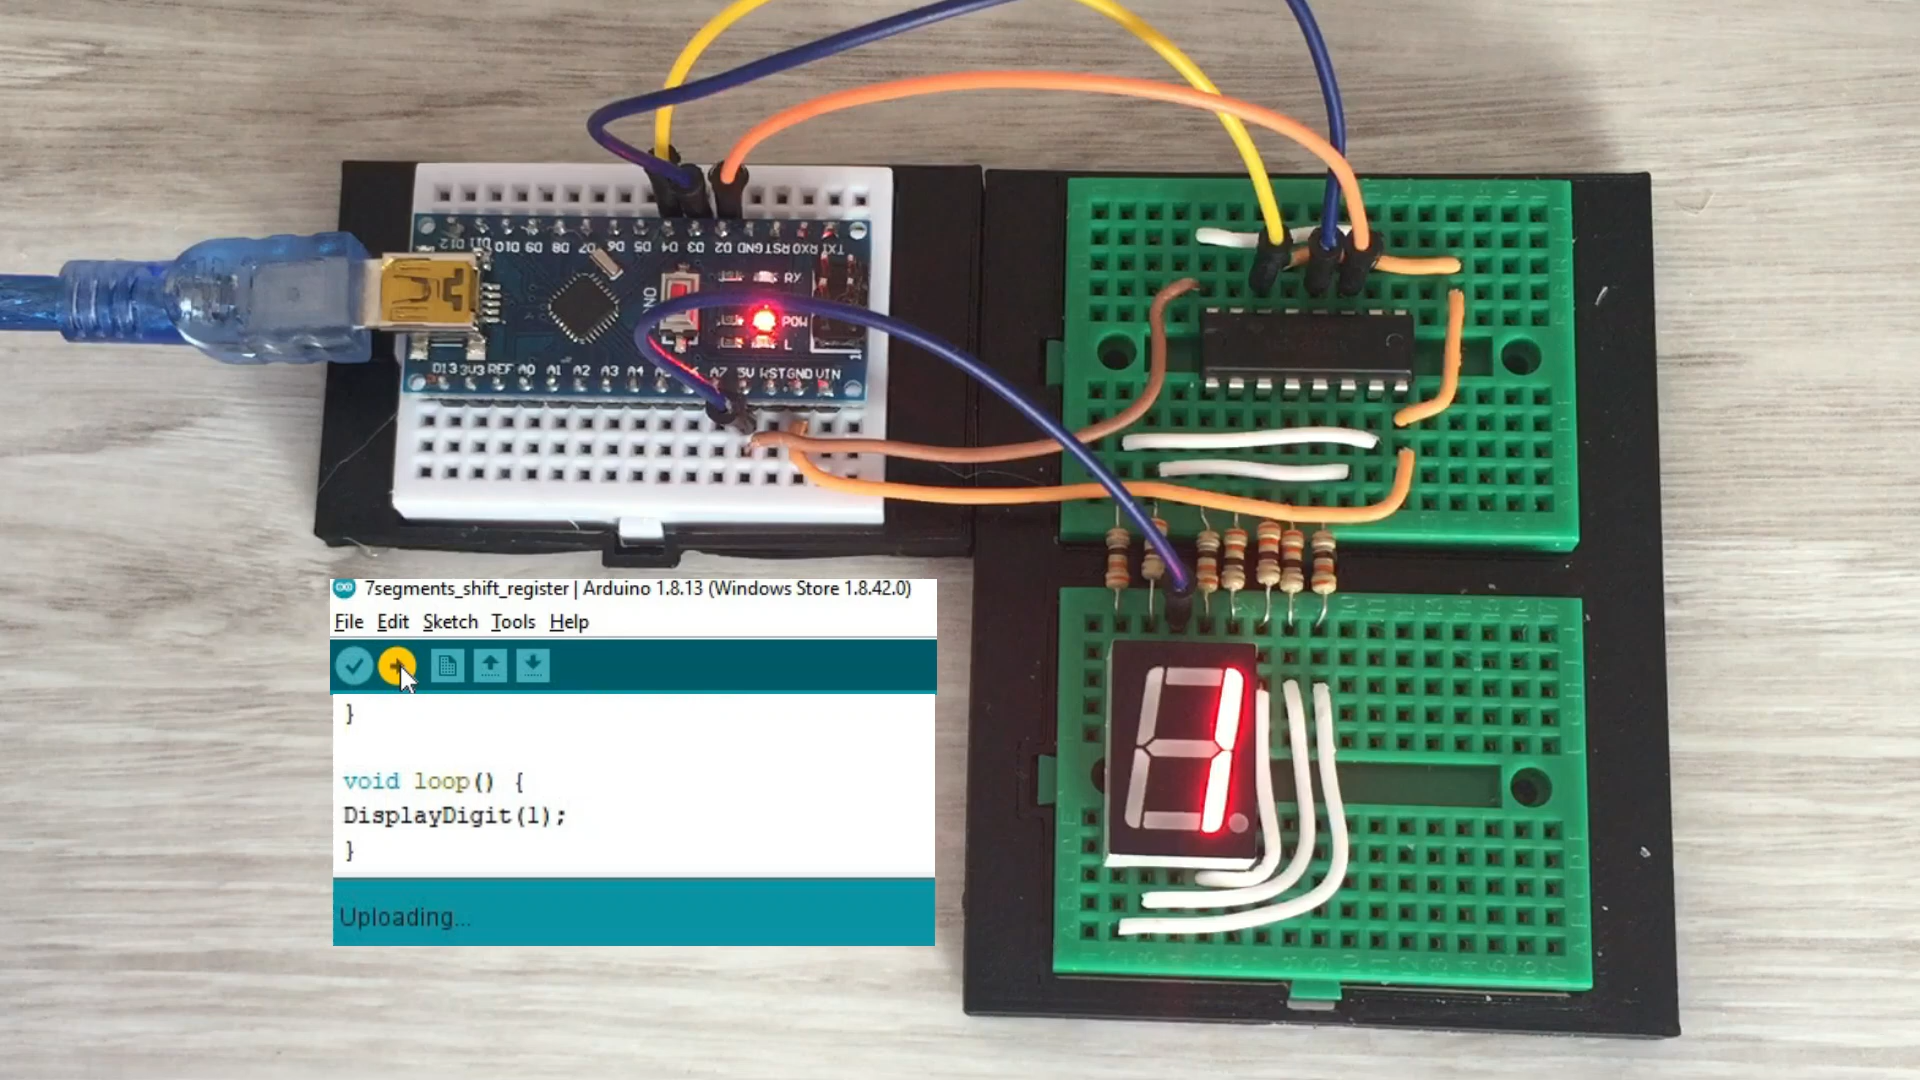 D12 D11 D10 D9 D8 D7 D6 D5 D4 D3 D2 GND RST RX0 TX1
RX
POW
L
D13 3V3 REF A0 A1 A2 A3 A4 A7 5V RST GND VIN
7segments_shift_register | Arduino 1.8.13 (Windows Store 1.8.42.0)
File Edit Sketch Tools Help
}
void loop() {
DisplayDigit(1);
}
Uploading...